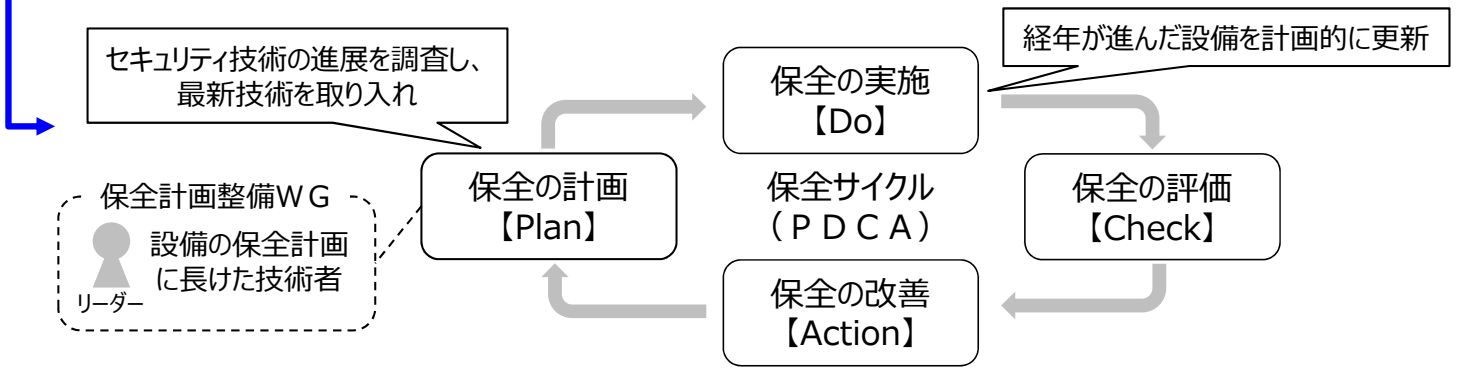 セキュリティ技術の進展を調査し、
最新技術を取り入れ
経年が進んだ設備を計画的に更新
保全の実施
【Do】
保全の計画
【Plan】
保全サイクル
（ＰＤＣＡ）
保全の評価
【Check】
保全の改善
【Action】
保全計画整備ＷＧ
設備の保全計画
に長けた技術者
リーダー